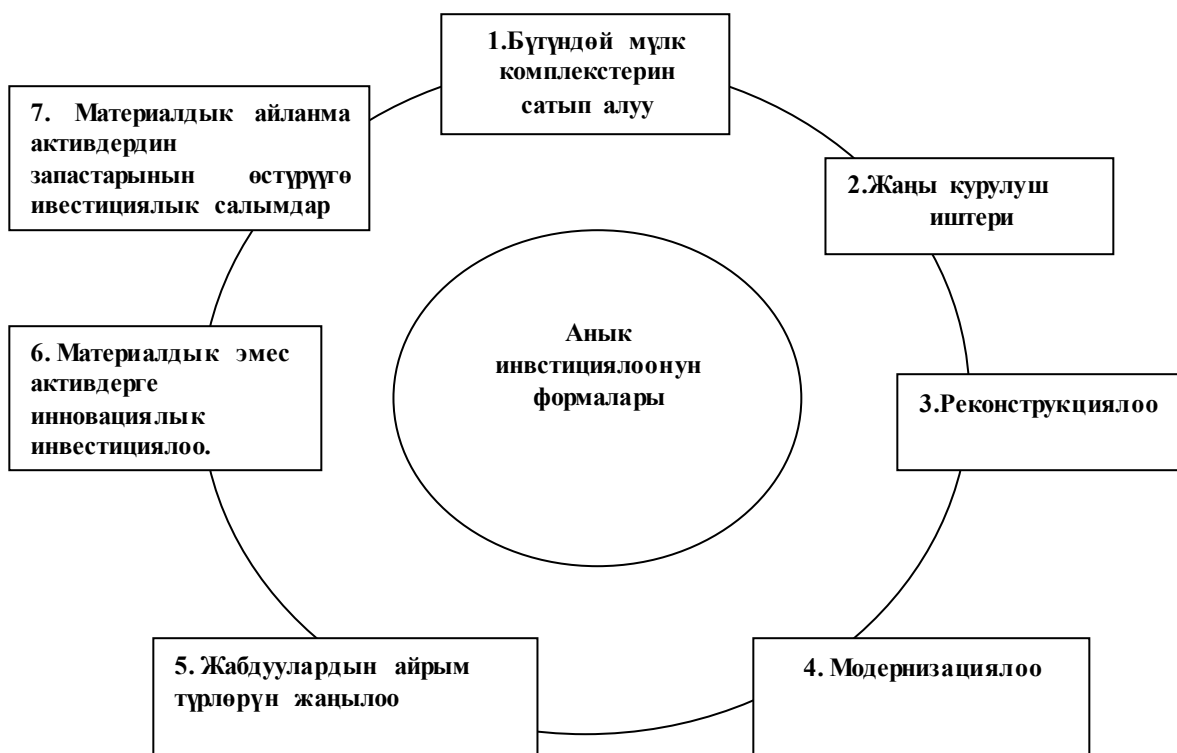 1.Бүтүндөй мүлк
комплекстерин
сатып алуу
2.Жаңы курулуш
иштери
3.Реконструкциялоо
4. Модернизациялоо
5. Жабдуулардын айрым
түрлөрүн жаңылоо
6. Материалдык эмес
активдерге
инновациялык
инвестициялоо.
7. Материалдык айланма
активдердин
запастарынын өстүрүүгө
ивестициялык салымдар
Анык
инвстициялоонун
формалары